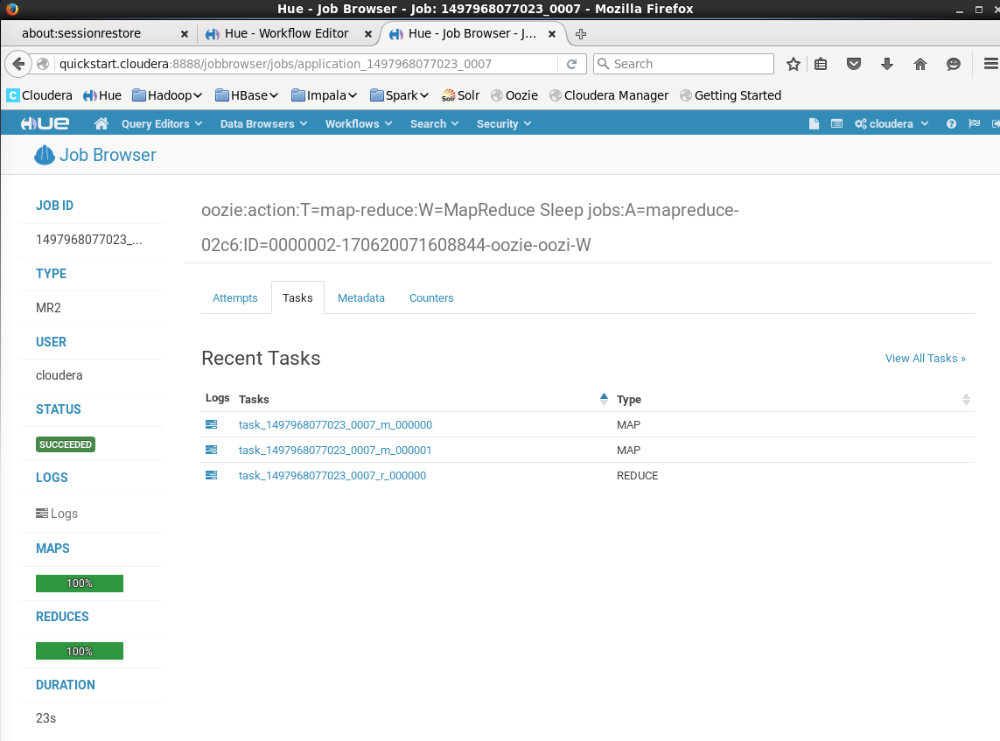 Hue - Job Browser - Job: 1497968077023_0007 - Mozilla Firefox
about:sessionrestore
Hue - Workflow Editor
Hue - Job Browser - J...
quickstart.cloudera:8888/jobbrowser/jobs/application_1497968077023_0007
Search
Cloudera Hue Hadoop HBase Impala Spark Solr Oozie Cloudera Manager Getting Started
HUE Query Editors Data Browsers Workflows Search Security cloudera
Job Browser
JOB ID
1497968077023_...
TYPE
MR2
USER
cloudera
STATUS
SUCCEEDED
LOGS
Logs
MAPS
100%
REDUCES
100%
DURATION
23s
oozie:action:T=map-reduce:W=MapReduce Sleep jobs:A=mapreduce-
02c6:ID=0000002-170620071608844-oozie-oozi-W
Attempts Tasks Metadata Counters
Recent Tasks
View All Tasks »
Logs Tasks Type
task_1497968077023_0007_m_000000 MAP
task_1497968077023_0007_m_000001 MAP
task_1497968077023_0007_r_000000 REDUCE